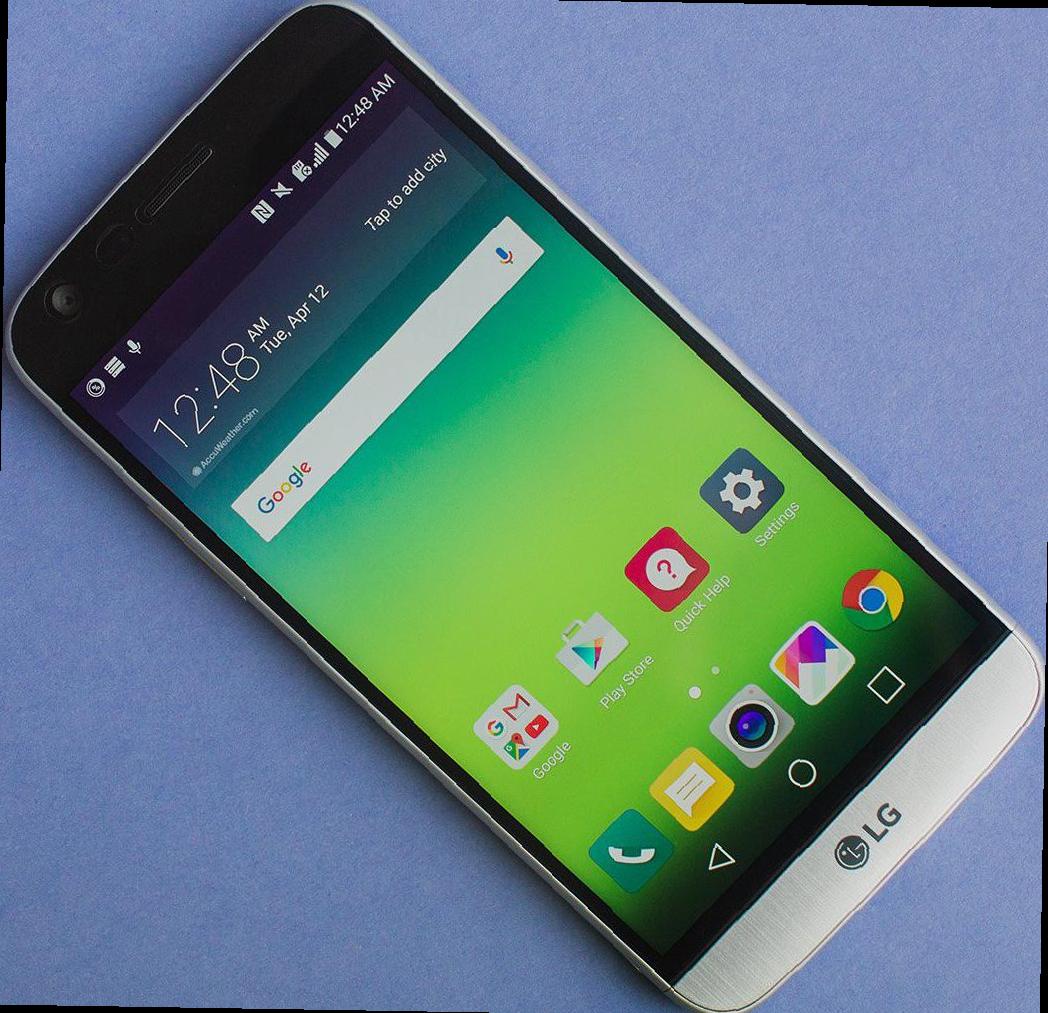 12:48 AM
Tap to add city
12:48 AM
Tue, Apr 12
AccuWeather.com
Google
Settings
Quick Help
Play Store
Google
LG